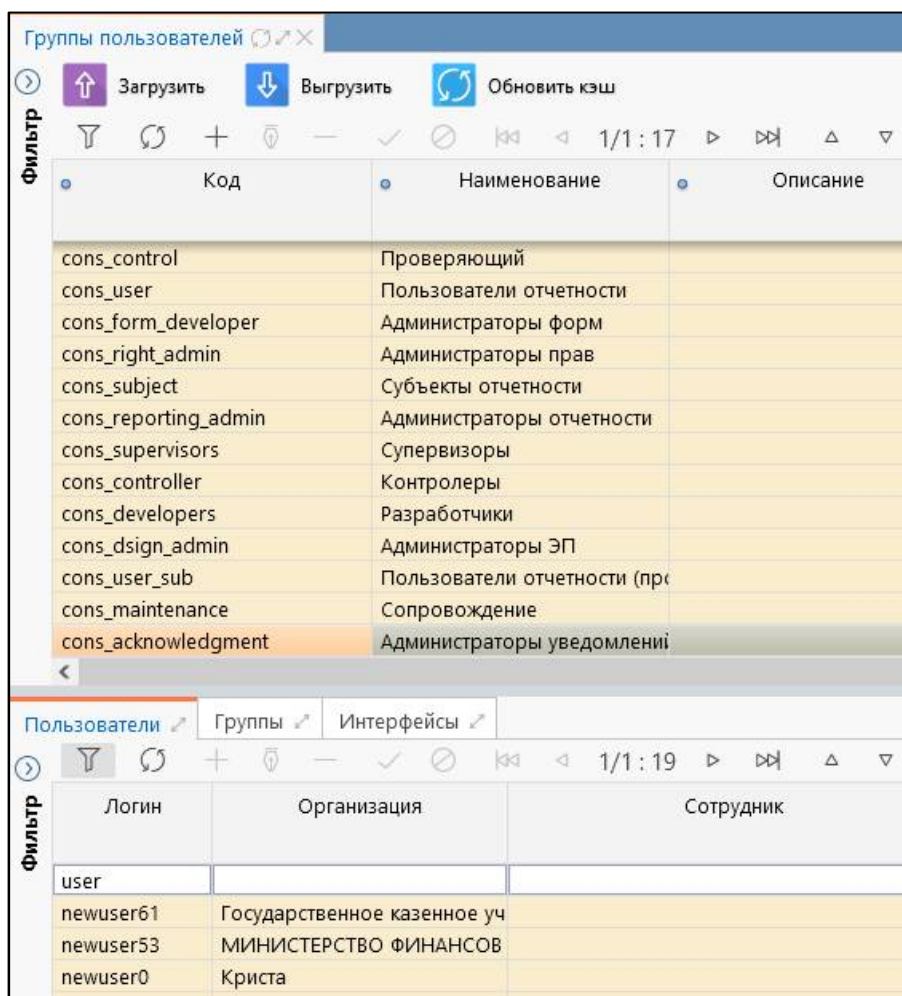 Группы пользователей
Загрузить Выгрузить Обновить кэш
Фильтр
1/1 : 17
Код Наименование Описание
cons_control Проверяющий
cons_user Пользователи отчетности
cons_form_developer Администраторы форм
cons_right_admin Администраторы прав
cons_subject Субъекты отчетности
cons_reporting_admin Администраторы отчетности
cons_supervisors Супервизоры
cons_controller Контролеры
cons_developers Разработчики
cons_dsign_admin Администраторы ЭП
cons_user_sub Пользователи отчетности (про
cons_maintenance Сопровождение
cons_acknowledgment Администраторы уведомлений
Пользователи Группы Интерфейсы
Фильтр
1/1 : 19
Логин Организация Сотрудник
user
newuser61 Государственное казенное уч
newuser53 МИНИСТЕРСТВО ФИНАНСОВ
newuser0 Криста